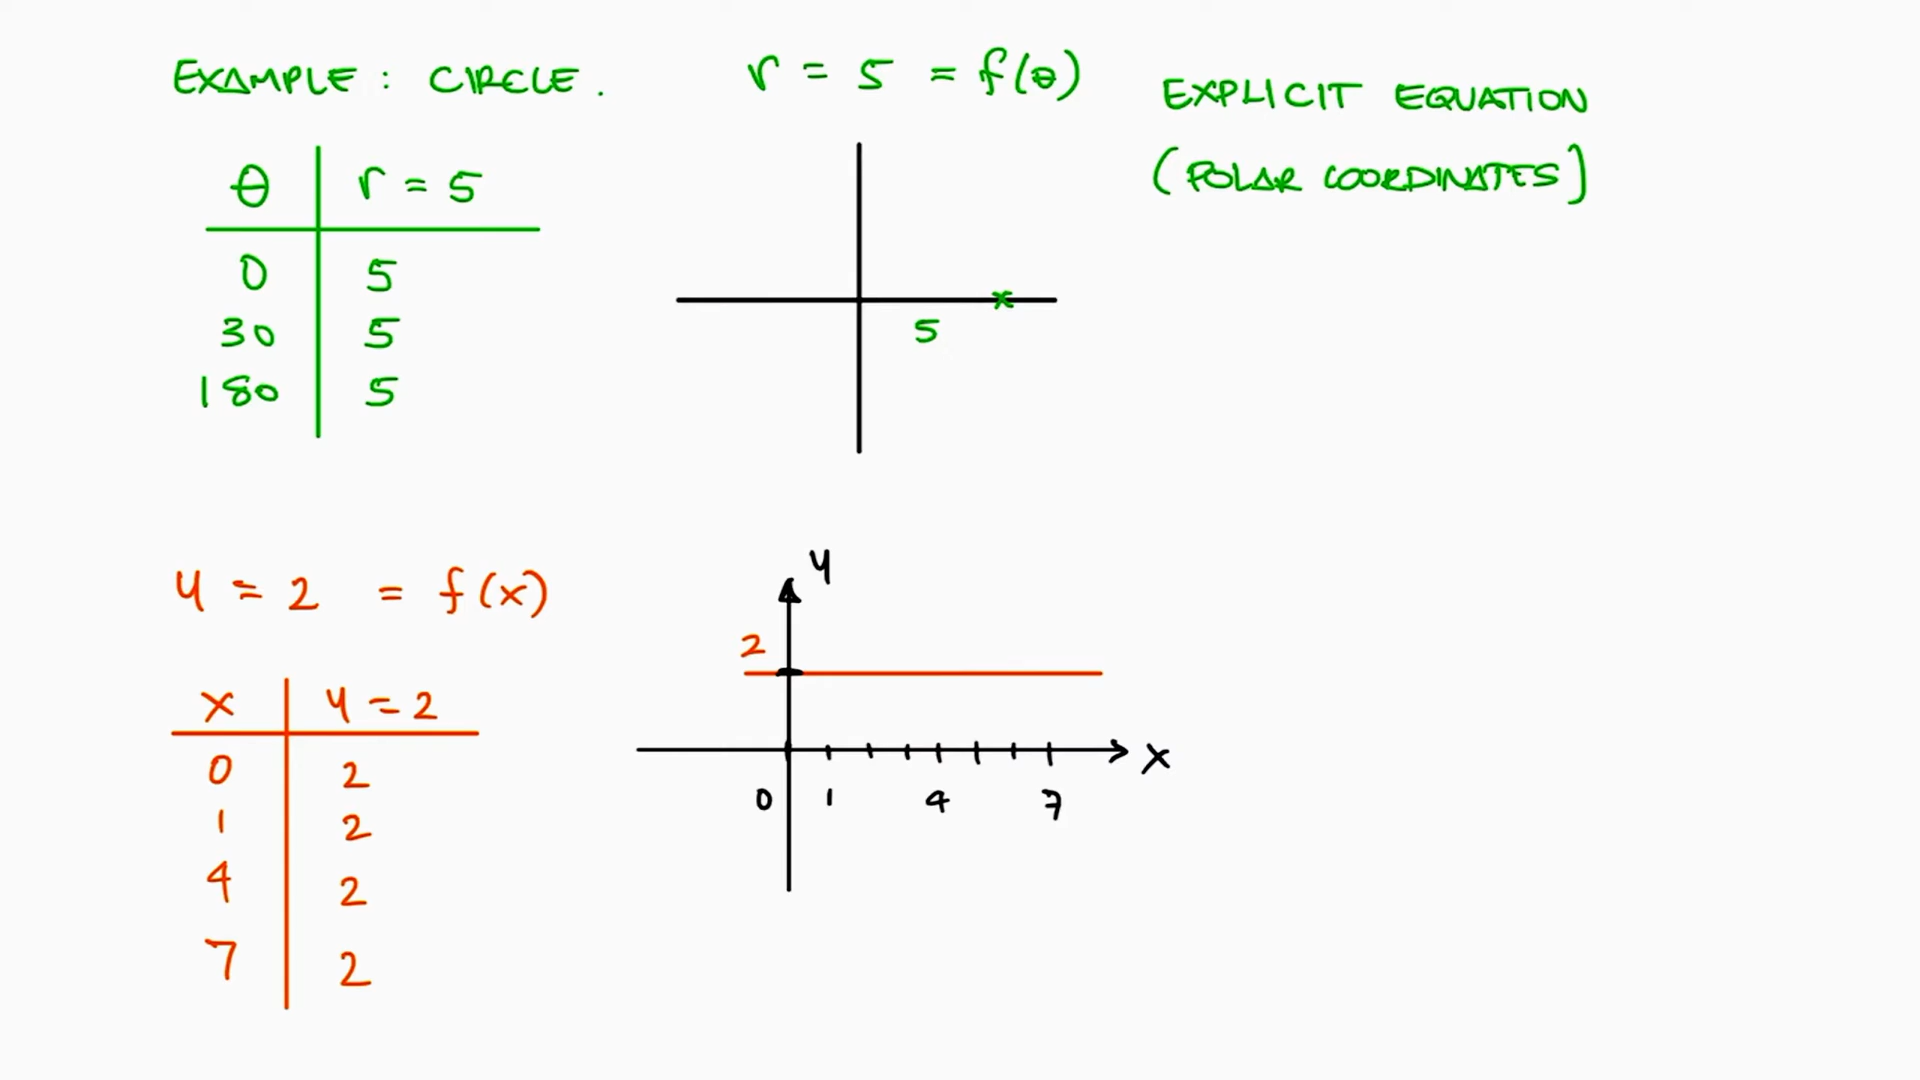 EXAMPLE : CIRCLE .
r = 5 = f(θ)
EXPLICIT EQUATION
(POLAR COORDINATES)
θ r = 5
0 5
30 5
180 5
5
y = 2 = f(x)
x y = 2
0 2
1 2
4 2
7 2
y
2
x
0 1 4 7